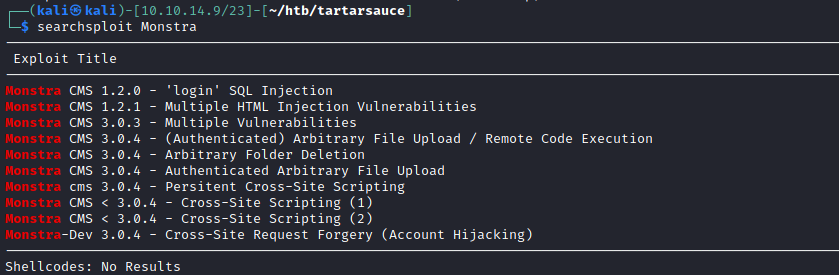 (kali㉿kali)-[10.10.14.9/23]-[~/htb/tartarsauce]
$ searchsploit Monstra
Exploit Title
Monstra CMS 1.2.0 - 'login' SQL Injection
Monstra CMS 1.2.1 - Multiple HTML Injection Vulnerabilities
Monstra CMS 3.0.3 - Multiple Vulnerabilities
Monstra CMS 3.0.4 - (Authenticated) Arbitrary File Upload / Remote Code Execution
Monstra CMS 3.0.4 - Arbitrary Folder Deletion
Monstra CMS 3.0.4 - Authenticated Arbitrary File Upload
Monstra cms 3.0.4 - Persitent Cross-Site Scripting
Monstra CMS < 3.0.4 - Cross-Site Scripting (1)
Monstra CMS < 3.0.4 - Cross-Site Scripting (2)
Monstra-Dev 3.0.4 - Cross-Site Request Forgery (Account Hijacking)
Shellcodes: No Results